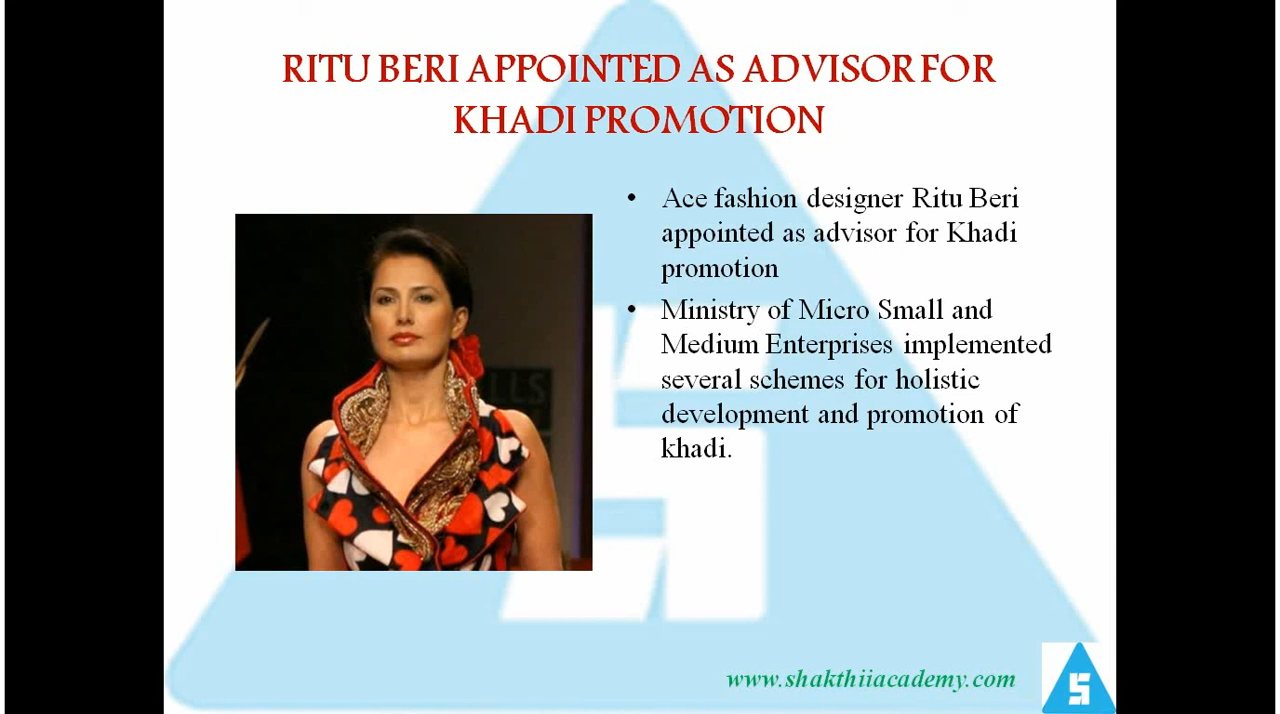 RITU BERI APPOINTED AS ADVISOR FOR
KHADI PROMOTION
• Ace fashion designer Ritu Beri
appointed as advisor for Khadi
promotion
• Ministry of Micro Small and
Medium Enterprises implemented
several schemes for holistic
development and promotion of
khadi.
www.shakthiiacademy.com